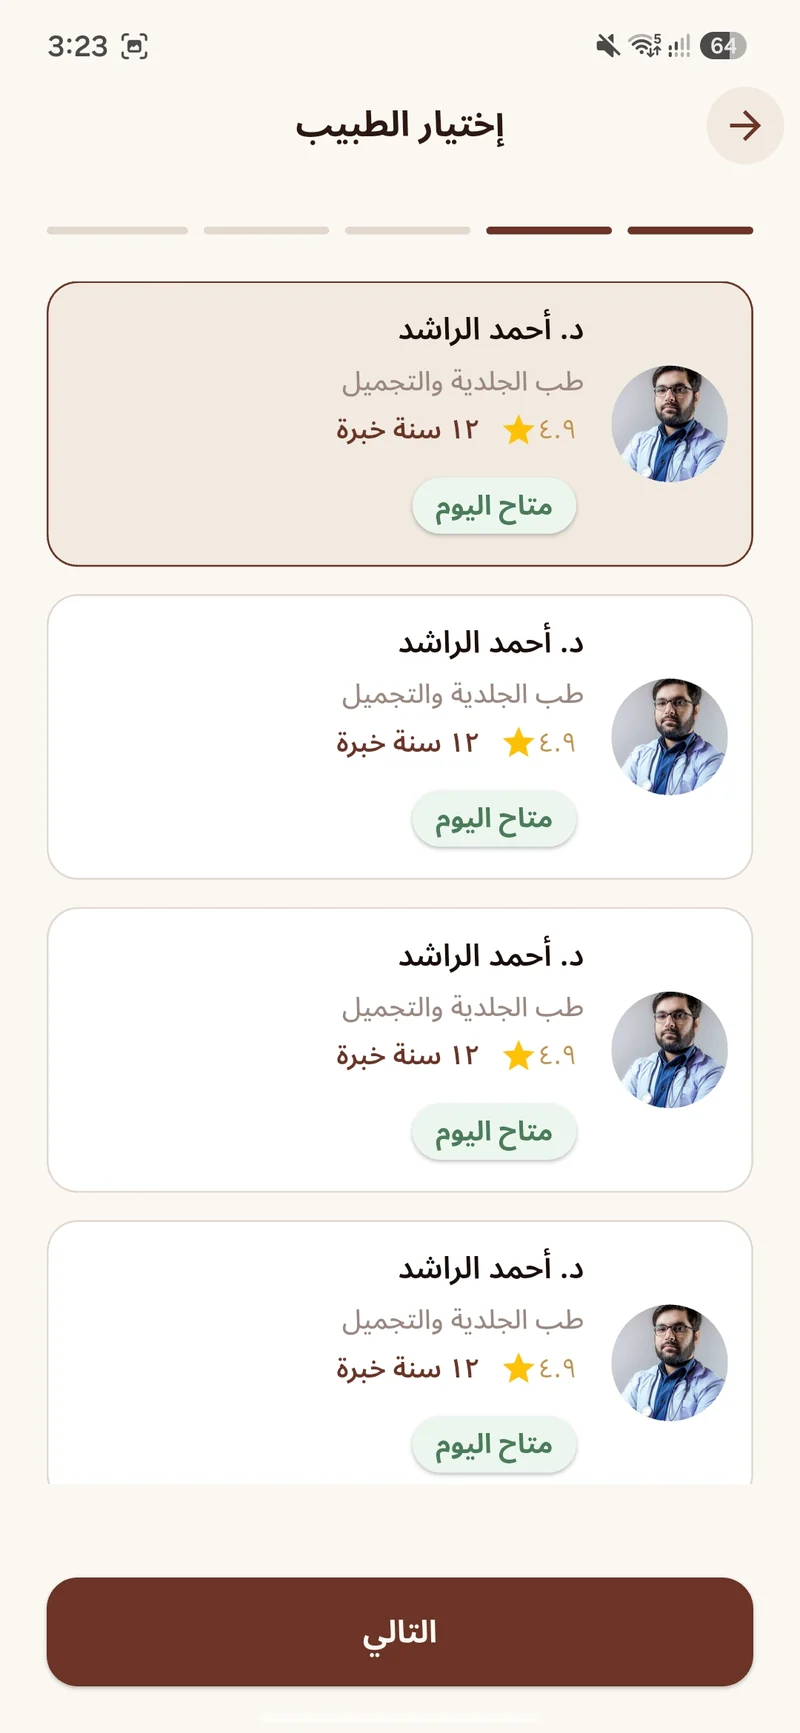 3:23
5
64
إختيار الطبيب
د. أحمد الراشد
طب الجلدية والتجميل
٤.٩ ١٢ سنة خبرة
متاح اليوم
د. أحمد الراشد
طب الجلدية والتجميل
٤.٩ ١٢ سنة خبرة
متاح اليوم
د. أحمد الراشد
طب الجلدية والتجميل
٤.٩ ١٢ سنة خبرة
متاح اليوم
د. أحمد الراشد
طب الجلدية والتجميل
٤.٩ ١٢ سنة خبرة
متاح اليوم
التالي